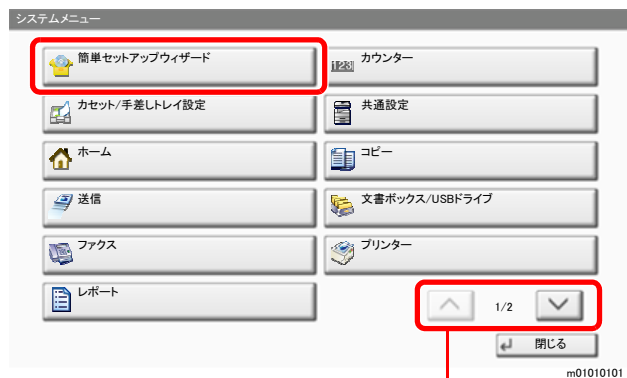 システムメニュー
簡単セットアップウィザード
123 カウンター
カセット/手差しトレイ設定
共通設定
ホーム
コピー
送信
文書ボックス/USBドライブ
ファクス
プリンター
レポート
1/2
閉じる
m01010101